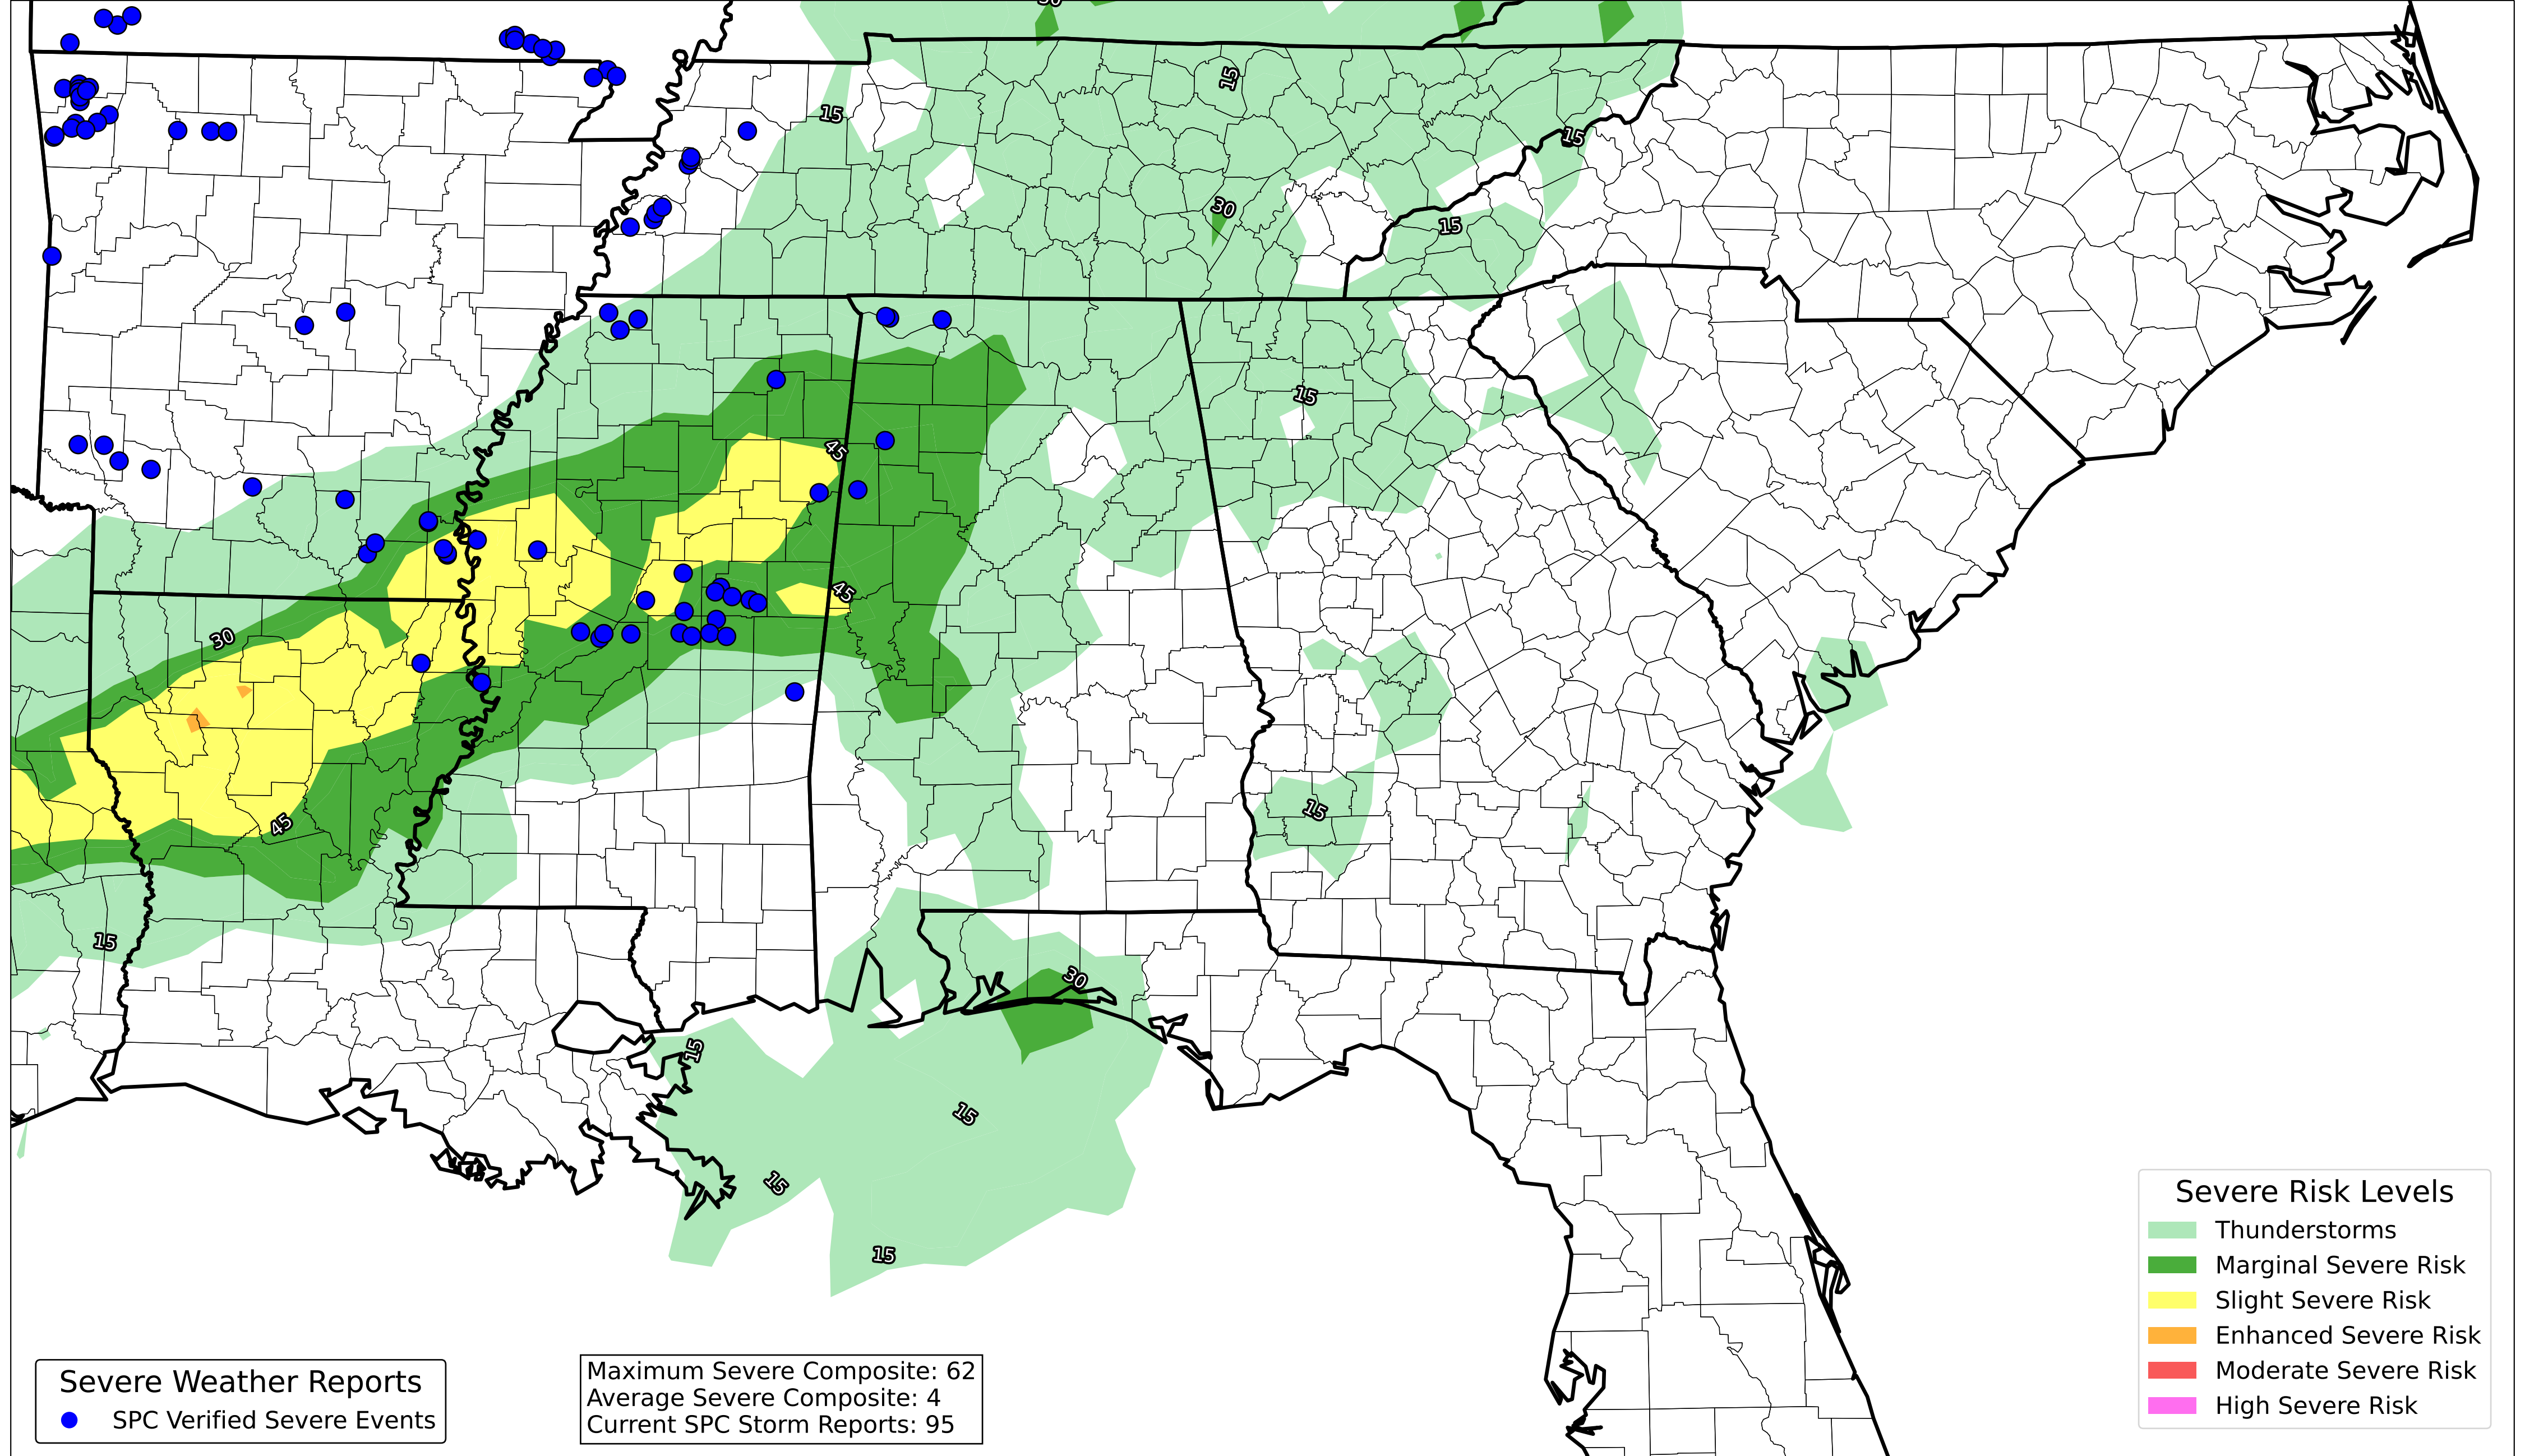 30
15
15
15
30
15
15
45
45
30
45
15
15
30
15
15
15
15
Severe Risk Levels
Thunderstorms
Marginal Severe Risk
Slight Severe Risk
Enhanced Severe Risk
Moderate Severe Risk
High Severe Risk
Severe Weather Reports
SPC Verified Severe Events
Maximum Severe Composite: 62
Average Severe Composite: 4
Current SPC Storm Reports: 95